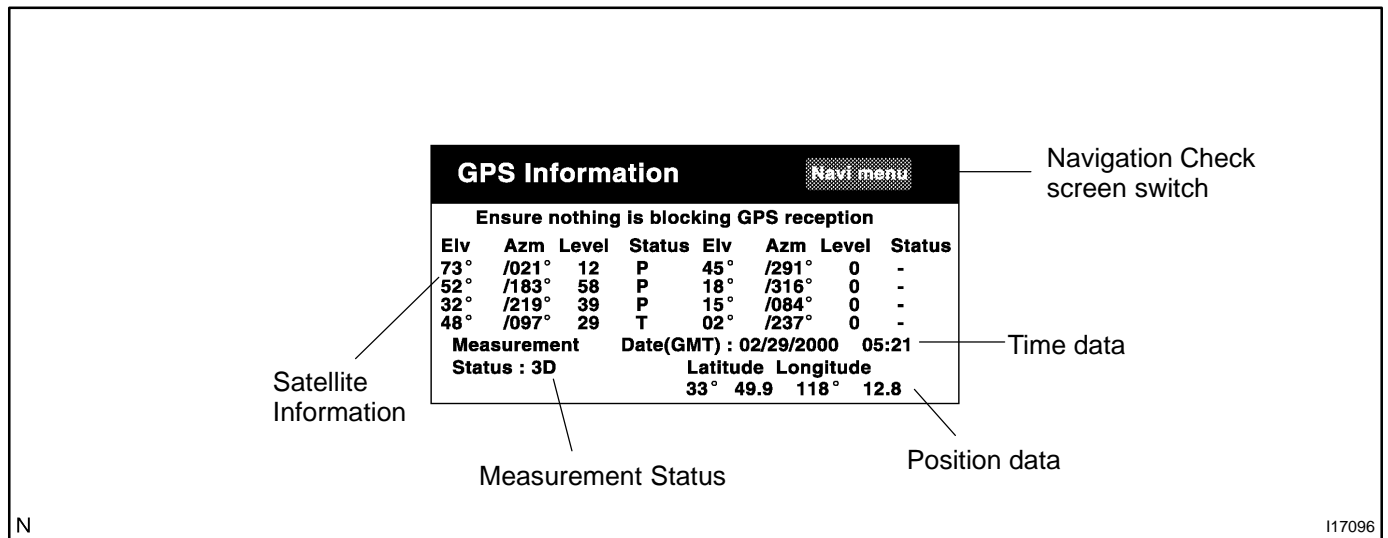 GPS Information Navi menu
Navigation Check
screen switch
Ensure nothing is blocking GPS reception
Elv Azm Level Status Elv Azm Level Status
73° /021° 12 P 45° /291° 0 -
52° /183° 58 P 18° /316° 0 -
32° /219° 39 P 15° /084° 0 -
48° /097° 29 T 02° /237° 0 -
Measurement Date(GMT) : 02/29/2000 05:21
Time data
Status : 3D Latitude Longitude
33° 49.9 118° 12.8
Satellite
Information
Measurement Status
Position data
N
I17096